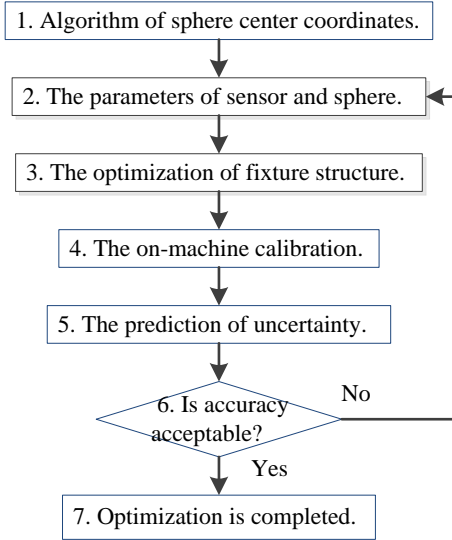 1. Algorithm of sphere center coordinates.
2. The parameters of sensor and sphere.
3. The optimization of fixture structure.
4. The on-machine calibration.
5. The prediction of uncertainty.
6. Is accuracy
acceptable?
No
Yes
7. Optimization is completed.